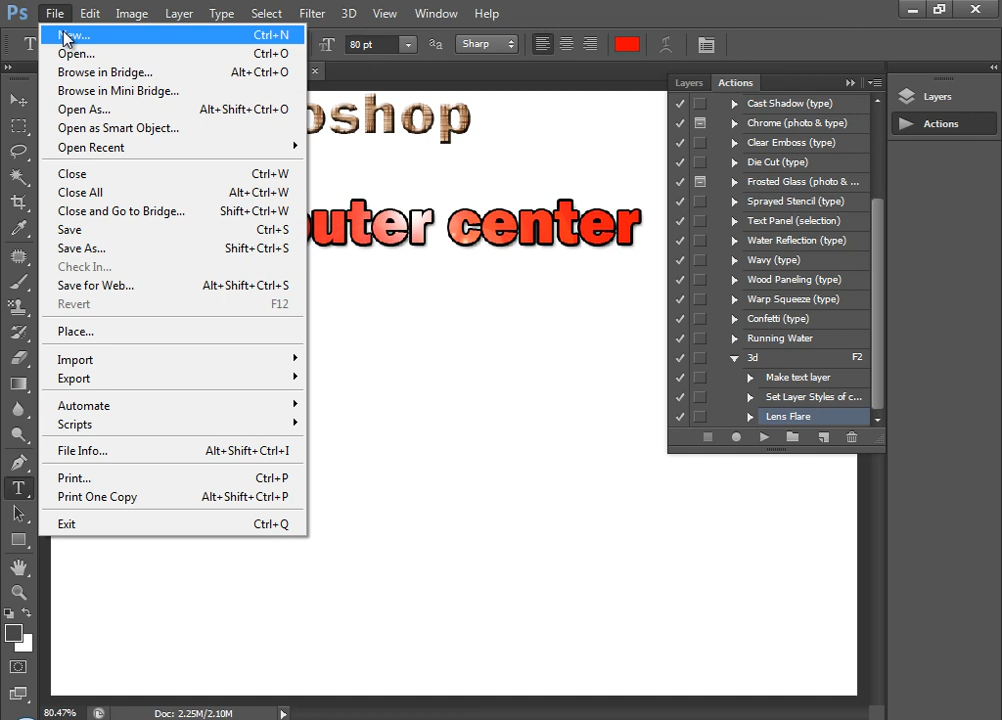 Ps File Edit Image Layer Type Select Filter 3D View Window Help
T 80 pt aa Sharp
New... Ctrl+N
Open... Ctrl+O
Browse in Bridge... Alt+Ctrl+O
Browse in Mini Bridge...
Open As... Alt+Shift+Ctrl+O
Open as Smart Object...
Open Recent
Close Ctrl+W
Close All Alt+Ctrl+W
Close and Go to Bridge... Shift+Ctrl+W
Save Ctrl+S
Save As... Shift+Ctrl+S
Check In...
Save for Web... Alt+Shift+Ctrl+S
Revert F12
Place...
Import
Export
Automate
Scripts
File Info... Alt+Shift+Ctrl+I
Print... Ctrl+P
Print One Copy Alt+Shift+Ctrl+P
Exit Ctrl+Q
oshop
uter center
Layers Actions
Cast Shadow (type)
Chrome (photo & type)
Clear Emboss (type)
Die Cut (type)
Frosted Glass (photo & ...
Sprayed Stencil (type)
Text Panel (selection)
Water Reflection (type)
Wavy (type)
Wood Paneling (type)
Warp Squeeze (type)
Confetti (type)
Running Water
3d F2
Make text layer
Set Layer Styles of c...
Lens Flare
Layers
Actions
80.47% Doc: 2.25M/2.10M